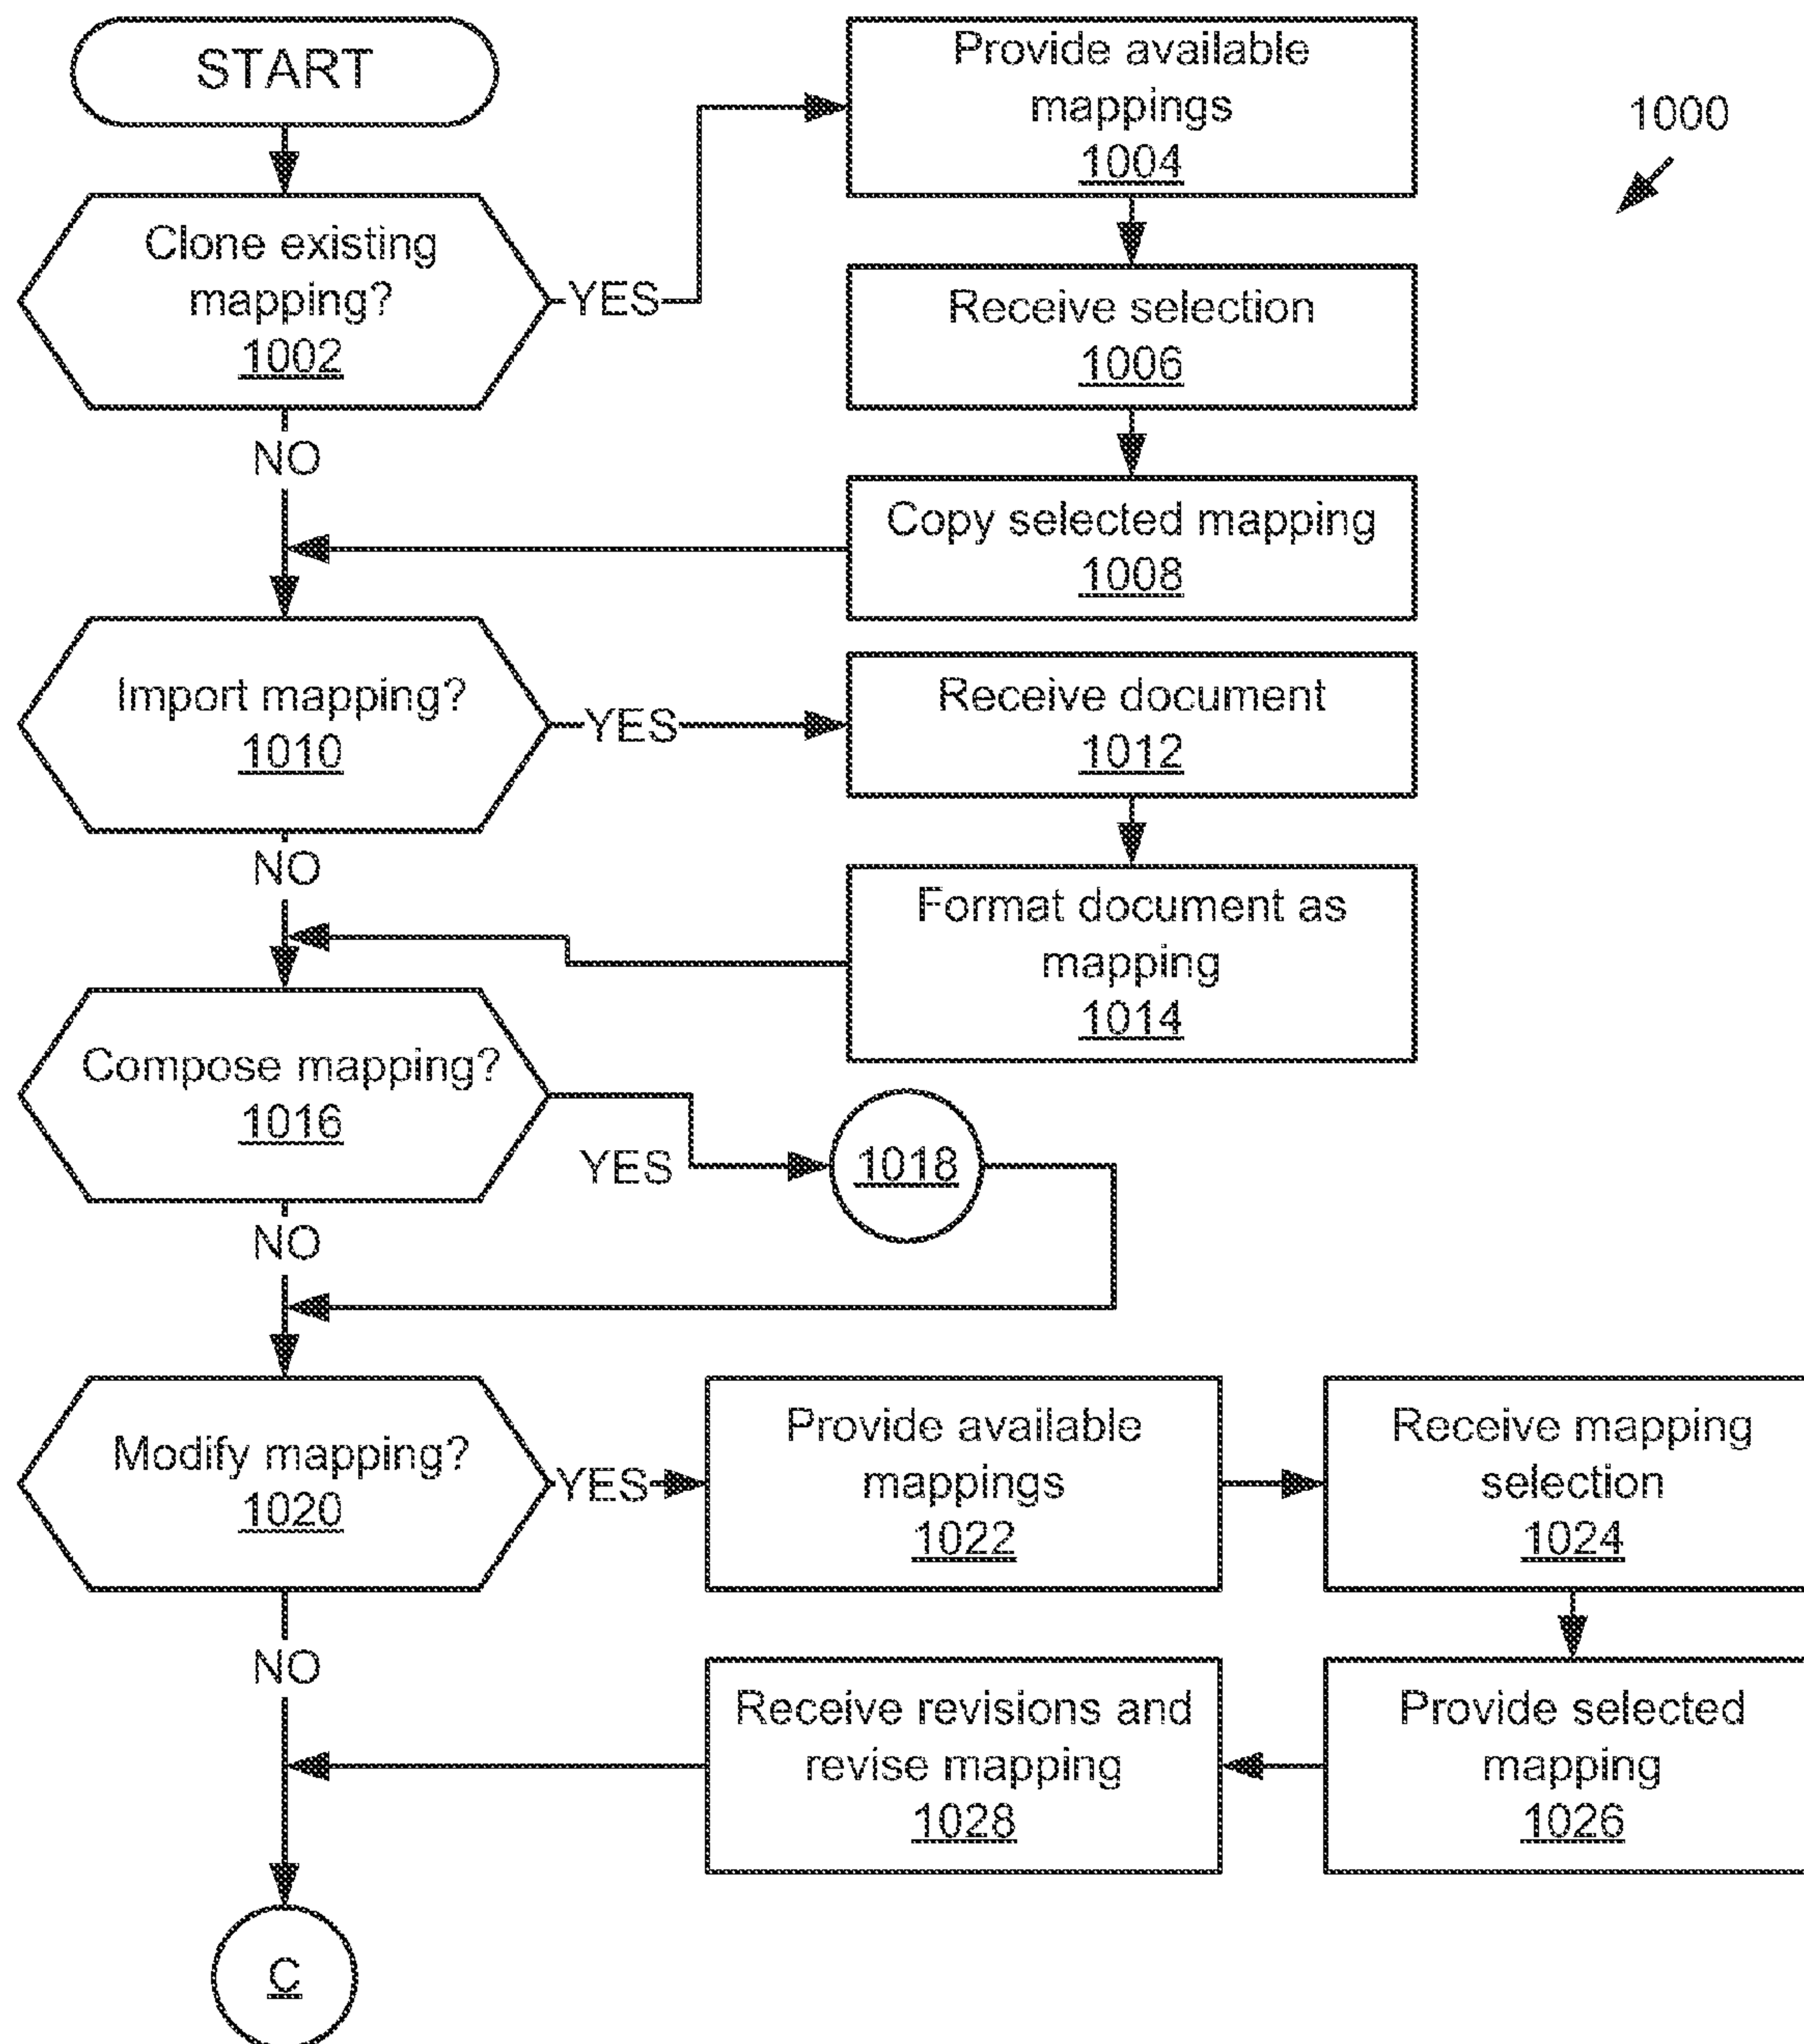 START
Provide available
mappings
1004
1000
Clone existing
mapping?
1002
YES
Receive selection
1006
NO
Copy selected mapping
1008
Import mapping?
1010
YES
Receive document
1012
NO
Format document as
mapping
1014
Compose mapping?
1016
YES
1018
NO
Modify mapping?
1020
YES
Provide available
mappings
1022
Receive mapping
selection
1024
NO
Receive revisions and
revise mapping
1028
Provide selected
mapping
1026
C